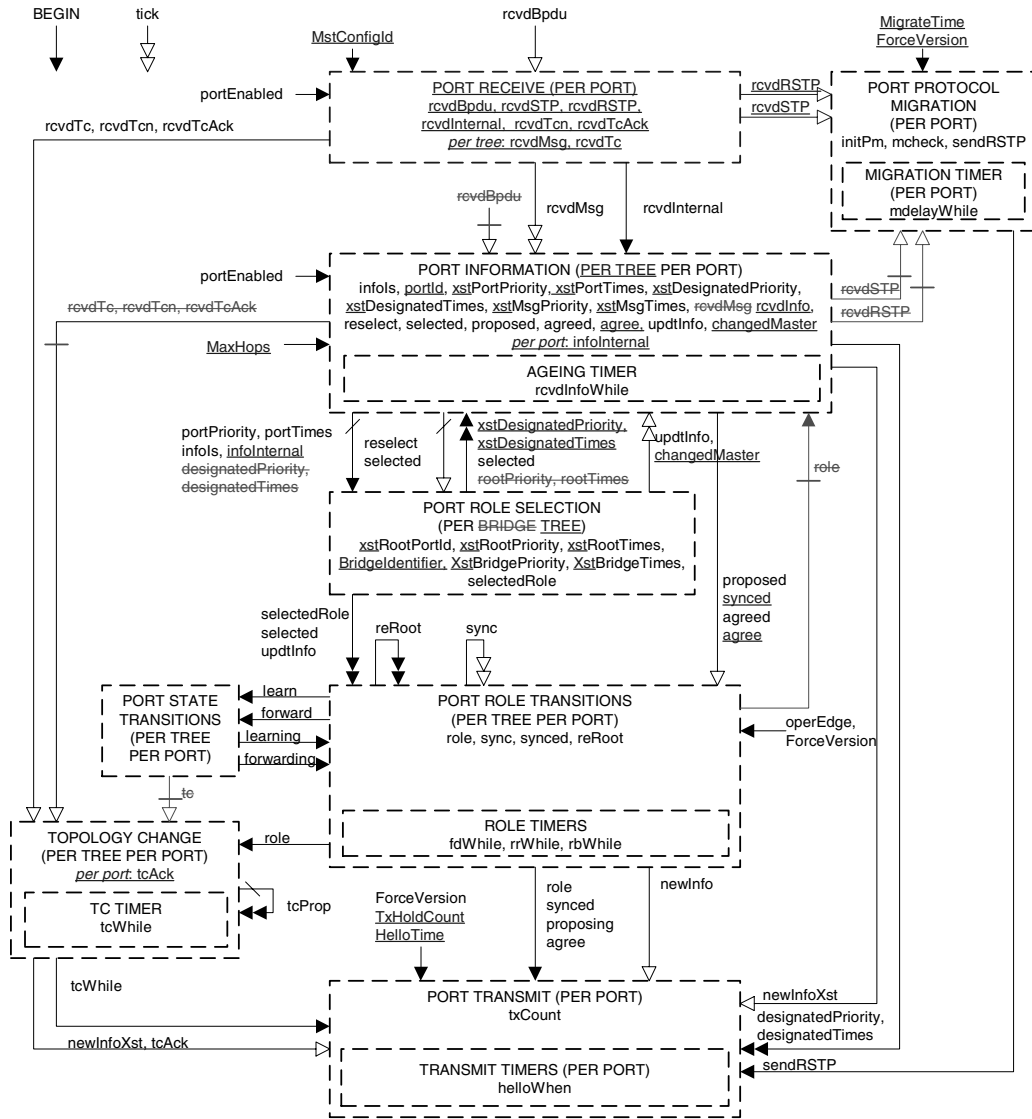 BEGIN
tick
rcvdBpdu
MstConfigId
MigrateTime
ForceVersion
portEnabled
PORT RECEIVE (PER PORT)
rcvdBpdu, rcvdSTP, rcvdRSTP,
rcvdInternal, rcvdTcn, rcvdTcAck
per tree: rcvdMsg, rcvdTc
rcvdRSTP
rcvdSTP
PORT PROTOCOL
MIGRATION
(PER PORT)
initPm, mcheck, sendRSTP
MIGRATION TIMER
(PER PORT)
mdelayWhile
rcvdTc, rcvdTcn, rcvdTcAck
rcvdBpdu
rcvdMsg
rcvdInternal
portEnabled
PORT INFORMATION (PER TREE PER PORT)
infoIs, portId, xstPortPriority, xstPortTimes, xstDesignatedPriority,
xstDesignatedTimes, xstMsgPriority, xstMsgTimes, rcvdMsg rcvdInfo,
reselect, selected, proposed, agreed, agree, updtInfo, changedMaster
per port: infoInternal
AGEING TIMER
rcvdInfoWhile
rcvdTc, rcvdTcn, rcvdTcAck
MaxHops
rcvdSTP
rcvdRSTP
portPriority, portTimes
infoIs, infoInternal
designatedPriority,
designatedTimes
reselect
selected
xstDesignatedPriority,
xstDesignatedTimes
selected
rootPriority, rootTimes
updtInfo,
changedMaster
role
PORT ROLE SELECTION
(PER BRIDGE TREE)
xstRootPortId, xstRootPriority, xstRootTimes,
BridgeIdentifier, XstBridgePriority, XstBridgeTimes,
selectedRole
proposed
synced
agreed
agree
selectedRole
selected
updtInfo
reRoot
sync
PORT STATE
TRANSITIONS
(PER TREE
PER PORT)
learn
forward
learning
forwarding
PORT ROLE TRANSITIONS
(PER TREE PER PORT)
role, sync, synced, reRoot
ROLE TIMERS
fdWhile, rrWhile, rbWhile
operEdge,
ForceVersion
tc
TOPOLOGY CHANGE
(PER TREE PER PORT)
per port: tcAck
TC TIMER
tcWhile
role
tcProp
ForceVersion
TxHoldCount
HelloTime
role
synced
proposing
agree
newInfo
tcWhile
newInfoXst, tcAck
PORT TRANSMIT (PER PORT)
txCount
TRANSMIT TIMERS (PER PORT)
helloWhen
newInfoXst
designatedPriority,
designatedTimes
sendRSTP